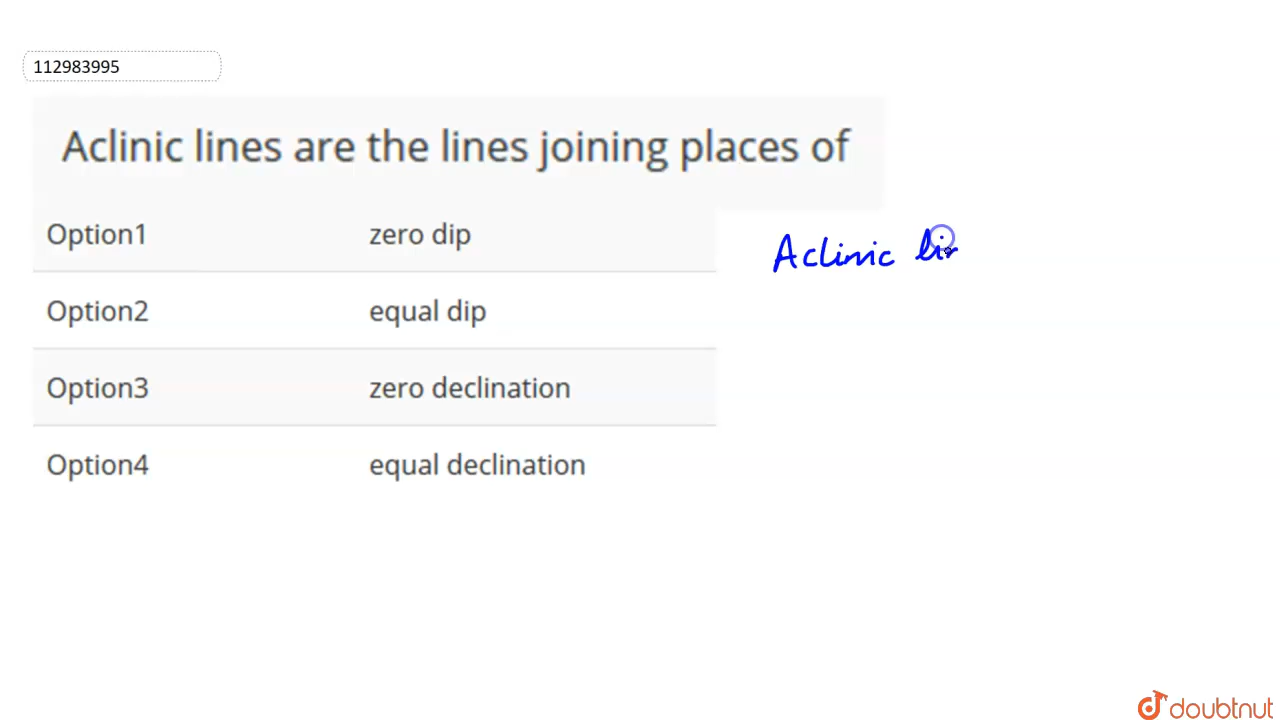 112983995
Aclinic lines are the lines joining places of
Option1 zero dip
Aclinic lin
Option2 equal dip
Option3 zero declination
Option4 equal declination
doubtnut